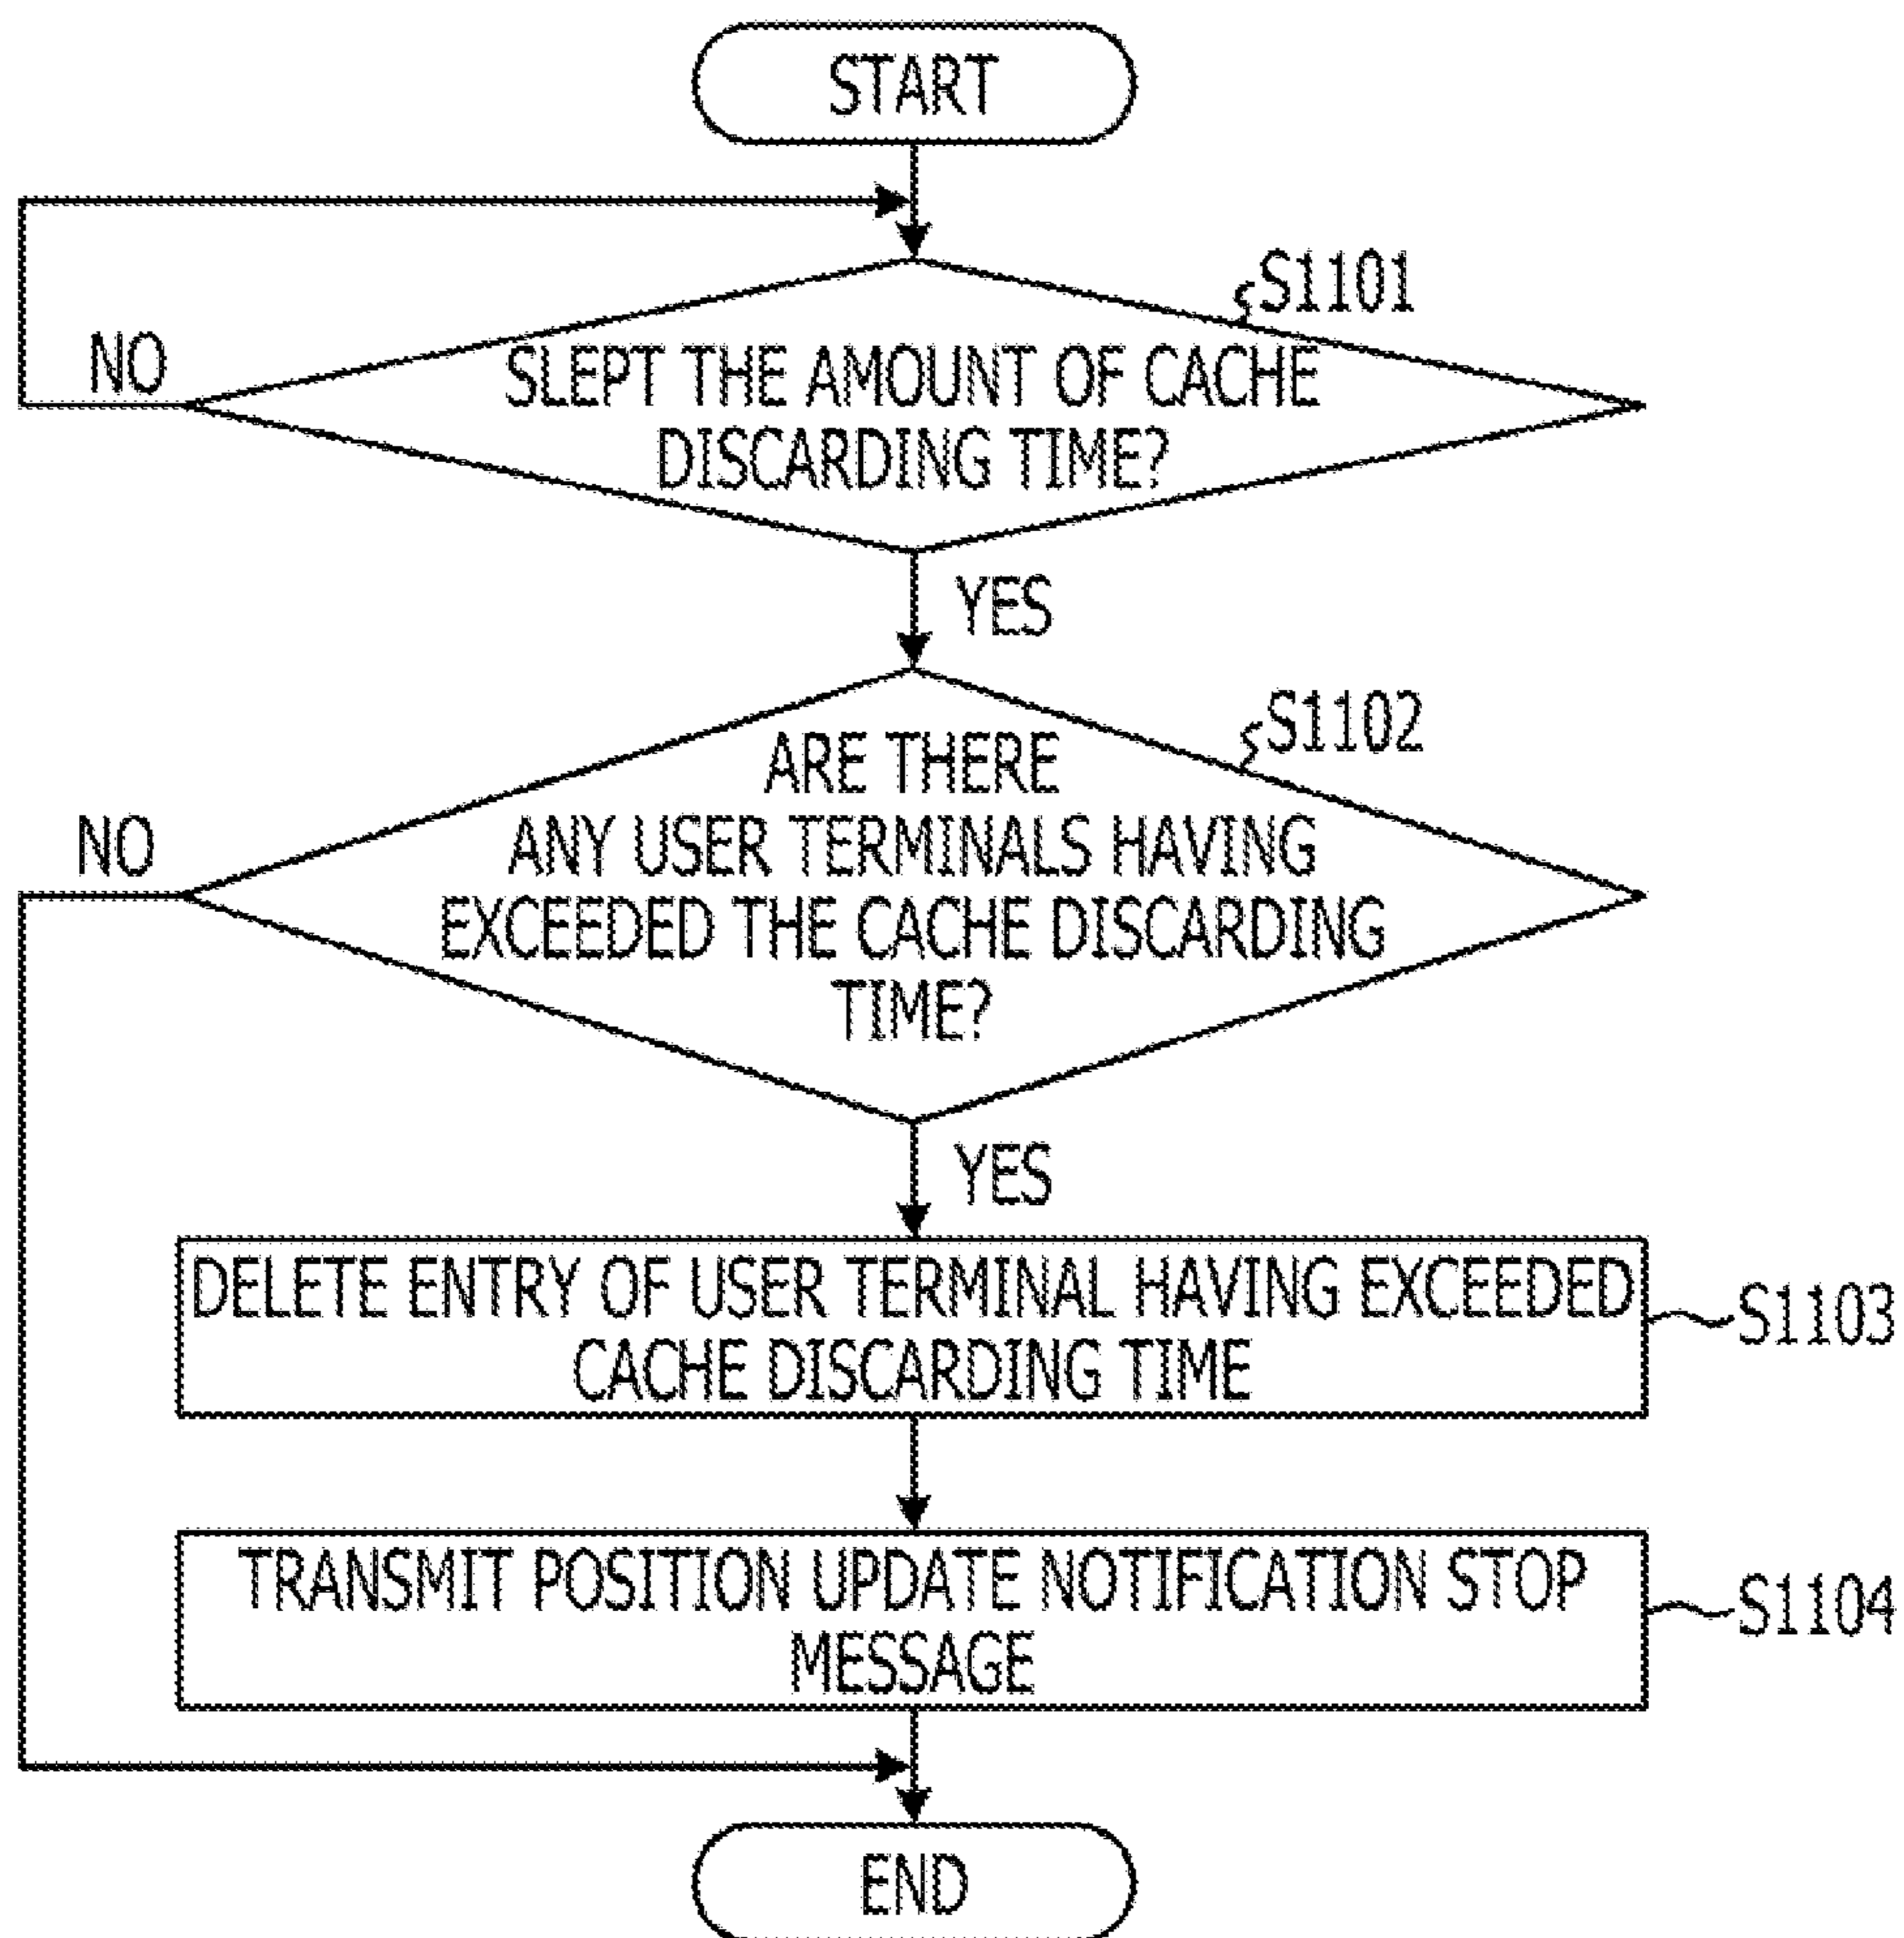 START
S1101
NO
SLEPT THE AMOUNT OF CACHE
DISCARDING TIME?
YES
S1102
ARE THERE
NO
ANY USER TERMINALS HAVING
EXCEEDED THE CACHE DISCARDING
TIME?
YES
DELETE ENTRY OF USER TERMINAL HAVING EXCEEDED
CACHE DISCARDING TIME
S1103
TRANSMIT POSITION UPDATE NOTIFICATION STOP
MESSAGE
S1104
END